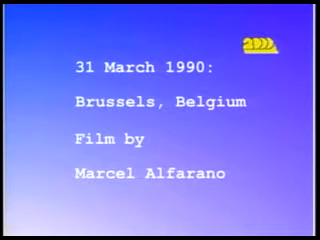 31 March 1990:
Brussels, Belgium
Film by
Marcel Alfarano